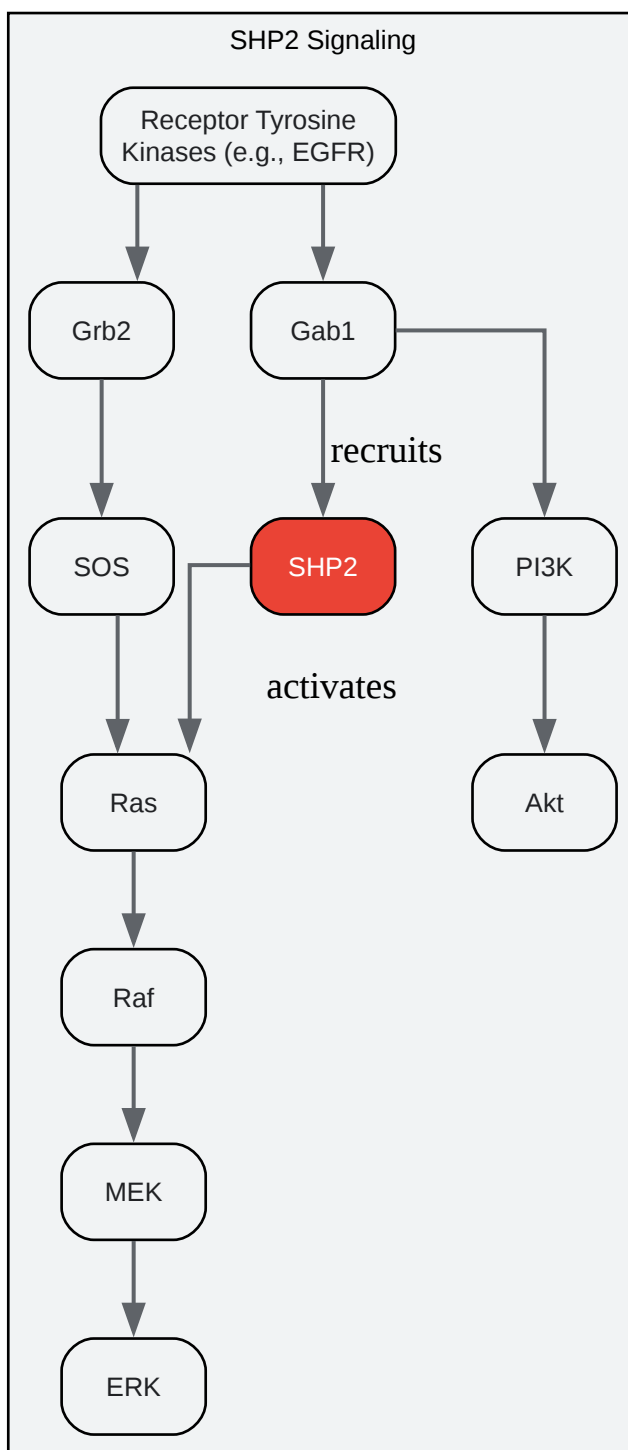 SHP2 Signaling
Receptor Tyrosine
Kinases (e.g., EGFR)
Grb2
Gab1
recruits
SOS
SHP2
PI3K
activates
Ras
Akt
Raf
MEK
ERK